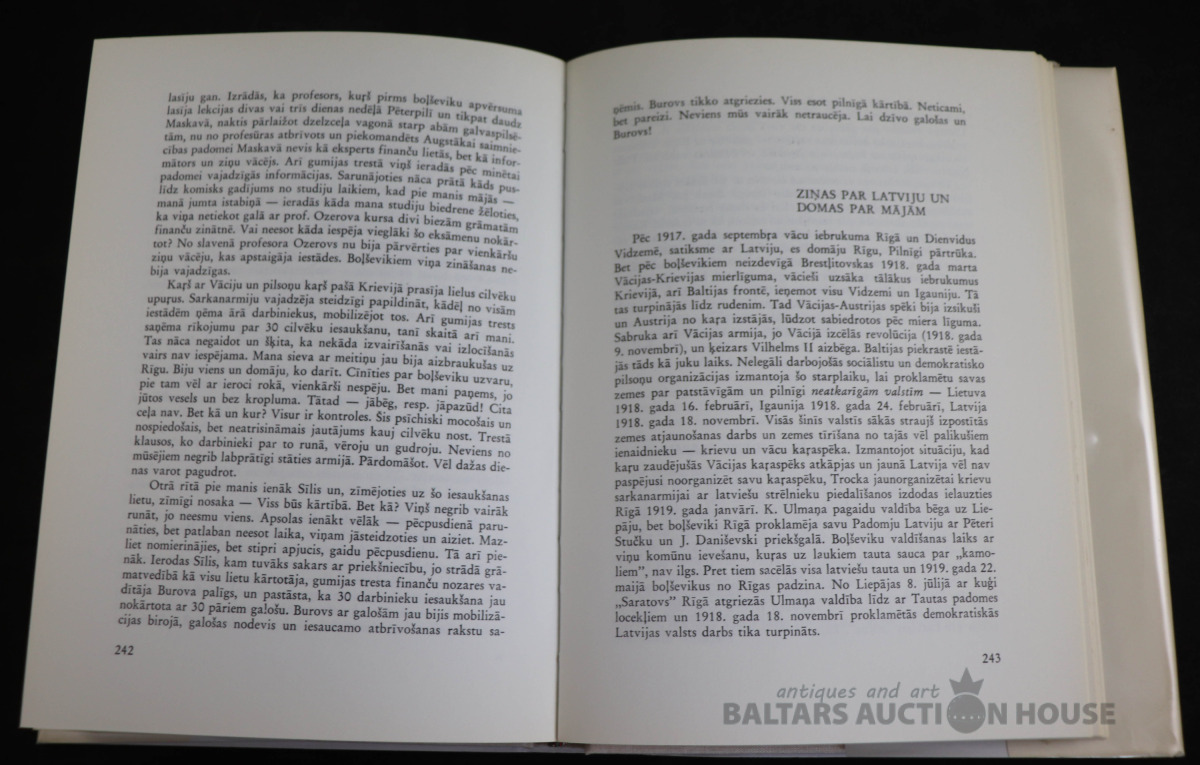 lasīju gan. Izrādās, ka profesors, kuŗš pirms boļševiku apvērsuma
lasīja lekcijas divas vai trīs dienas nedēļā Pēterpilī un tikpat daudz
Maskavā, naktis pārlaižot dzelzceļa vagonā starp abām galvaspilsē-
tām, nu no profesūras atbrīvots un piekomandēts Augstākai saimnie-
cības padomei Maskavā nevis kā eksperts finanču lietās, bet kā infor-
mātors un ziņu vācējs. Arī gumijas trestā viņš ieradās pēc minētai
padomei vajadzīgās informācijas. Sarunājoties nāca prātā kāds pus-
līdz komisks gadījums no studiju laikiem, kad pie manis mājās —
manā jumta istabiņā — ieradās kāda mana studiju biedrene žēloties,
ka viņa netiekot galā ar prof. Ozerova kursa divi biezām grāmatām
finanču zinātnē. Vai neesot kāda iespēja vieglāki šo eksāmenu nokār-
tot? No slavenā profesora Ozerovs nu bija pārvērties par vienkāršu
ziņu vācēju, kas apstaigāja iestādes. Boļševikiem viņa zināšanas ne-
bija vajadzīgas.
Kaŗš ar Vāciju un pilsoņu kaŗš pašā Krievijā prasīja lielus cilvēku
upuŗus. Sarkanarmiju vajadzēja steidzīgi papildināt, kādēļ no visām
iestādēm ņēma ārā darbiniekus, mobilizējot tos. Arī gumijas trests
saņēma rīkojumu par 30 cilvēku iesaukšanu, tanī skaitā arī mani.
Tas nāca negaidot un šķita, ka nekāda izvairīšanās vai izlocīšanās
vairs nav iespējama. Mana sieva ar meitiņu jau bija aizbraukušas uz
Rīgu. Biju viens un domāju, ko darīt. Cīnīties par boļševiku uzvaru,
pie tam vēl ar ieroci rokā, vienkārši nespēju. Bet mani paņems, jo
jūtos vesels un bez kropluma. Tātad — jābēg, resp. jāpazūd! Cita
ceļa nav. Bet kā un kur? Visur ir kontroles. Šis psīchiski mocošais un
nospiedošais, bet neatrisināmais jautājums kauj cilvēku nost. Trestā
klausos, ko darbinieki par to runā, vēroju un gudroju. Neviens no
mūsējiem negrib labprātīgi stāties armijā. Pārdomāšot. Vēl dažas die-
nas varot pagudrot.
Otrā rītā pie manis ienāk Sīlis un, zīmējoties uz šo iesaukšanas
lietu, zīmīgi nosaka — Viss būs kārtībā. Bet kā? Viņš negrib vairāk
runāt, jo neesmu viens. Apsolas ienākt vēlāk — pēcpusdienā paru-
nāties, bet patlaban neesot laika, viņam jāsteidzoties un aiziet. Maz-
liet nomierinājies, bet stipri apjucis, gaidu pēcpusdienu. Tā arī pie-
nāk. Ierodas Sīlis, kam tuvāks sakars ar priekšniecību, jo strādā grā-
matvedībā kā visu lietu kārtotāja, gumijas tresta finanču nozares va-
dītāja Burova palīgs, un pastāsta, ka 30 darbinieku iesaukšana jau
nokārtota ar 30 pāriem galošu. Burovs ar galošām jau bijis mobilizā-
cijas birojā, galošas nodevis un iesaucamo atbrīvošanas rakstu sa-
242
ņēmis. Burovs tikko atgriezies. Viss esot pilnīgā kārtībā. Neticami,
bet pareizi. Neviens mūs vairāk netraucēja. Lai dzīvo galošas un
Burovs!
ZIŅAS PAR LATVIJU UN
DOMAS PAR MĀJĀM
Pēc 1917. gada septembŗa vācu iebrukuma Rīgā un Dienvidus
Vidzemē, satiksme ar Latviju, es domāju Rīgu, Pilnīgi pārtrūka.
Bet pēc boļševikiem neizdevīgā Brestļitovskas 1918. gada marta
Vācijas-Krievijas mierlīguma, vācieši uzsāka tālākus iebrukumus
Krievijā, arī Baltijas frontē, ieņemot visu Vidzemi un Igauniju. Tā
tas turpinājās līdz rudenim. Tad Vācijas-Austrijas spēki bija izsīkuši
un Austrija no kaŗa izstājās, lūdzot sabiedrotos pēc miera līguma.
Sabruka arī Vācijas armija, jo Vācijā izcēlās revolūcija (1918. gada
9. novembrī), un ķeizars Vilhelms II aizbēga. Baltijas piekrastē iestā-
jās tāds kā juku laiks. Nelegāli darbojošās sociālistu un demokratisko
pilsoņu organizācijas izmantoja šo starplaiku, lai proklamētu savas
zemes par patstāvīgām un pilnīgi neatkarīgām valstīm — Lietuva
1918. gada 16. februārī, Igaunija 1918. gada 24. februārī, Latvija
1918. gada 18. novembrī. Visās šinīs valstīs sākās straujš izpostītās
zemes atjaunošanas darbs un zemes tīrīšana no tajās vēl palikušiem
ienaidnieku — krievu un vācu kaŗaspēka. Izmantojot situāciju, kad
kaŗu zaudējušās Vācijas kaŗaspēks atkāpjas un jaunā Latvija vēl nav
paspējusi noorganizēt savu kaŗaspēku, Trocka jaunorganizētai krievu
sarkanarmijai ar latviešu strēlnieku piedalīšanos izdodas ielauzties
Rīgā 1919. gada janvārī. K. Ulmaņa pagaidu valdība bēga uz Lie-
pāju, bet boļševiki Rīgā proklamēja savu Padomju Latviju ar Pēteri
Stučku un J. Daniševski priekšgalā. Boļševiku valdīšanas laiks ar
viņu komūnu ievešanu, kuŗas uz laukiem tauta sauca par „kamo-
liem”, nav ilgs. Pret tiem sacēlās visa latviešu tauta un 1919. gada 22.
maijā boļševikus no Rīgas padzina. No Liepājas 8. jūlijā ar kuģi
„Saratovs” Rīgā atgriezās Ulmaņa valdība līdz ar Tautas padomes
locekļiem un 1918. gada 18. novembrī proklamētās demokratiskās
Latvijas valsts darbs tika turpināts.
243
antiques and art
BALTARS AUCTION HOUSE